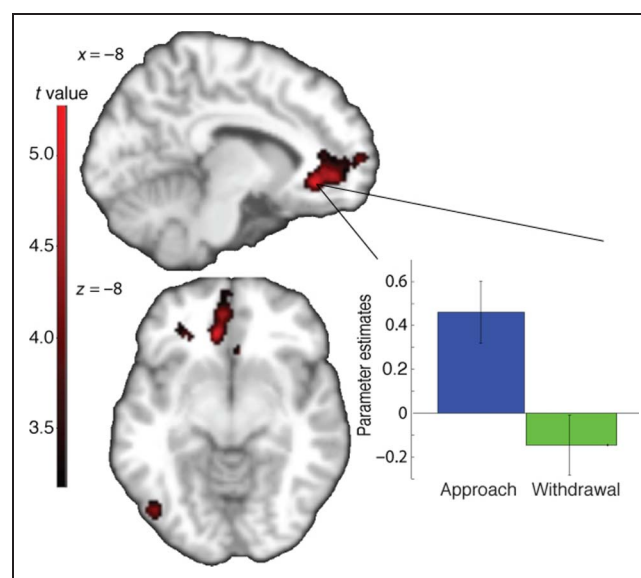 x = −8
t value
5.0
4.5
z = −8
4.0
3.5
0.6
0.4
0.2
0
−0.2
Parameter estimates
Approach Withdrawal